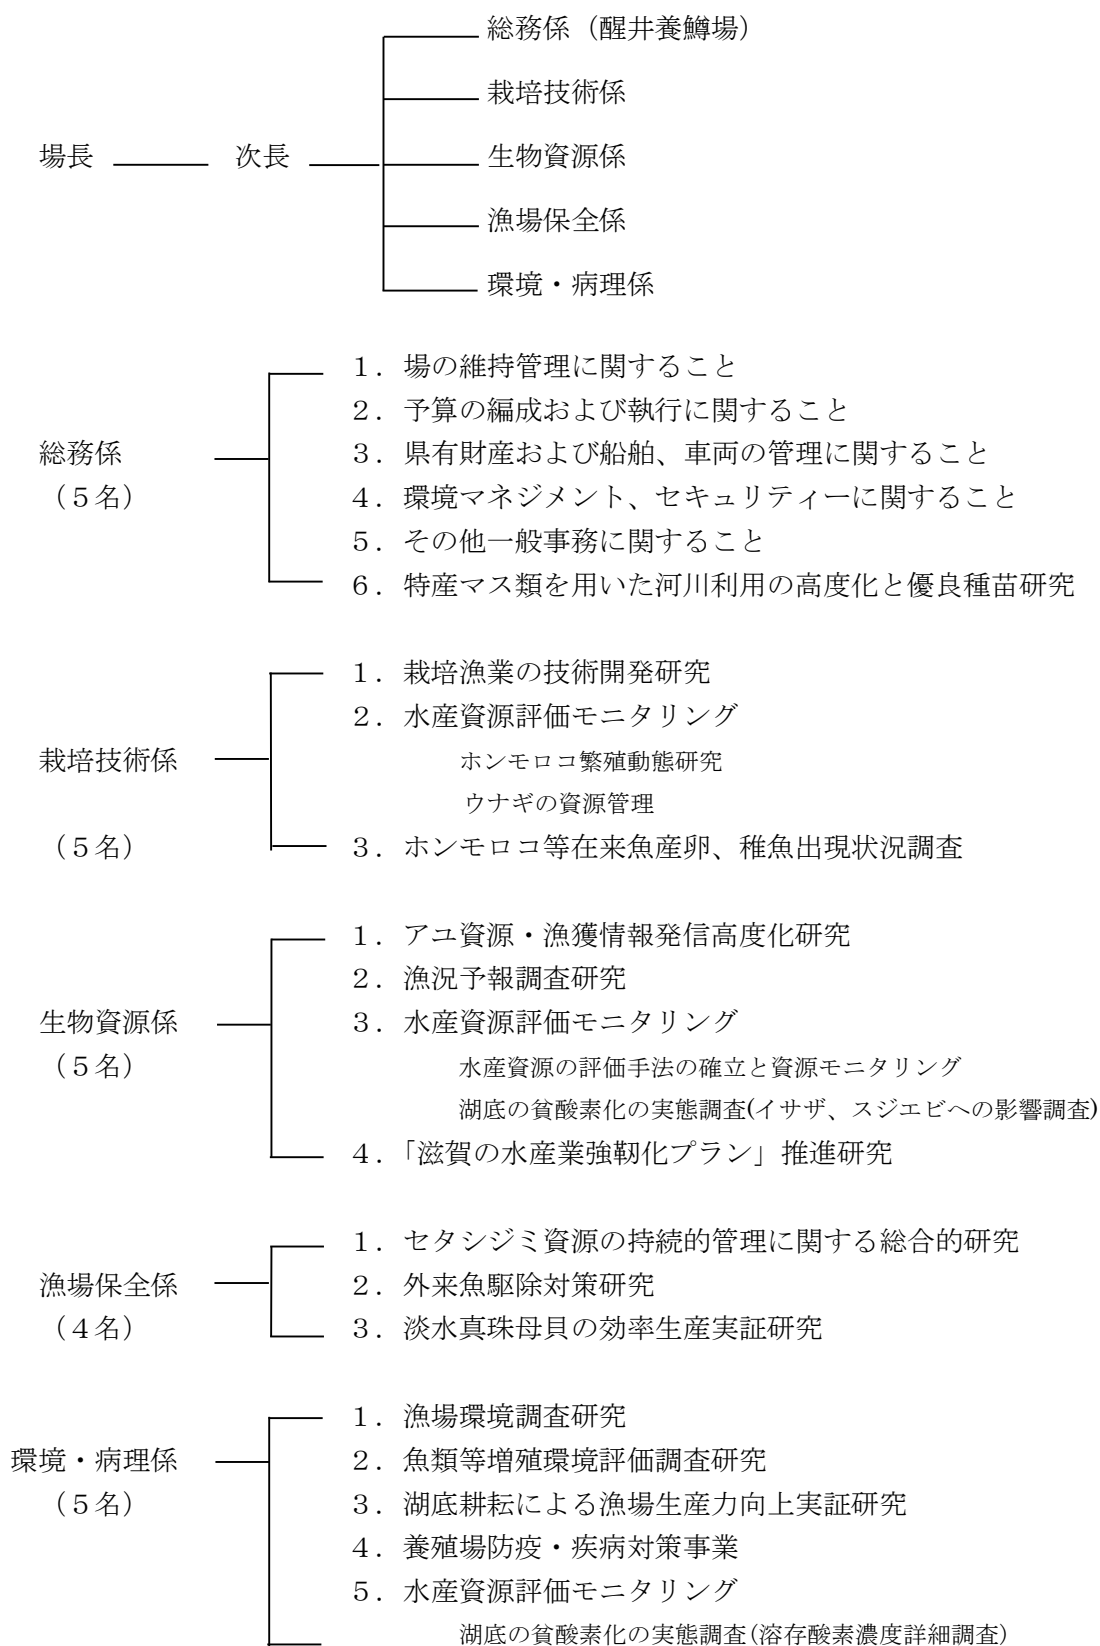 総務係（醒井養鱒場）
栽培技術係
場長 次長 生物資源係
漁場保全係
環境・病理係
１．場の維持管理に関すること
２．予算の編成および執行に関すること
総務係 ３．県有財産および船舶、車両の管理に関すること
（５名） ４．環境マネジメント、セキュリティーに関すること
５．その他一般事務に関すること
６．特産マス類を用いた河川利用の高度化と優良種苗研究
１．栽培漁業の技術開発研究
２．水産資源評価モニタリング
栽培技術係 ホンモロコ繁殖動態研究
ウナギの資源管理
（５名） ３．ホンモロコ等在来魚産卵、稚魚出現状況調査
１．アユ資源・漁獲情報発信高度化研究
２．漁況予報調査研究
生物資源係 ３．水産資源評価モニタリング
（５名） 水産資源の評価手法の確立と資源モニタリング
湖底の貧酸素化の実態調査(イサザ、スジエビへの影響調査)
４．「滋賀の水産業強靭化プラン」推進研究
１．セタシジミ資源の持続的管理に関する総合的研究
漁場保全係 ２．外来魚駆除対策研究
（４名） ３．淡水真珠母貝の効率生産実証研究
１．漁場環境調査研究
環境・病理係 ２．魚類等増殖環境評価調査研究
（５名） ３．湖底耕耘による漁場生産力向上実証研究
４．養殖場防疫・疾病対策事業
５．水産資源評価モニタリング
湖底の貧酸素化の実態調査(溶存酸素濃度詳細調査)